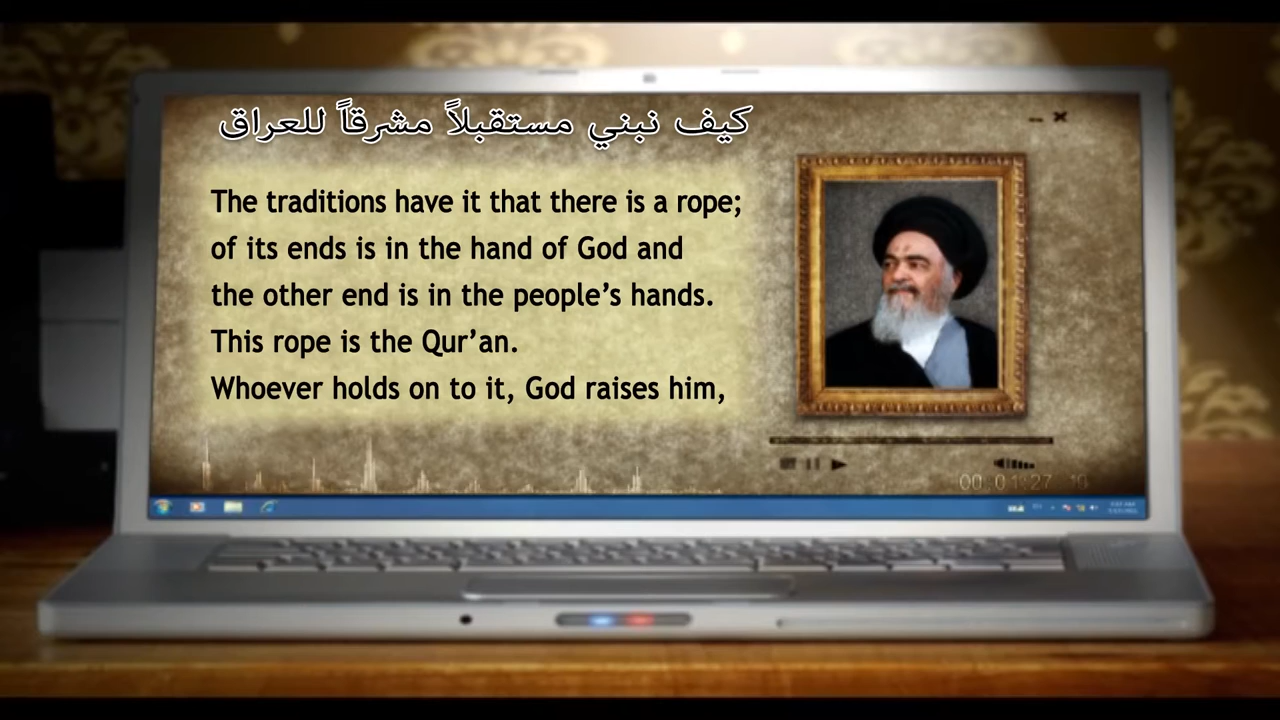 كيف نبني مستقبلاً مشرقاً للعراق
The traditions have it that there is a rope;
of its ends is in the hand of God and
the other end is in the people’s hands.
This rope is the Qur’an.
Whoever holds on to it, God raises him,